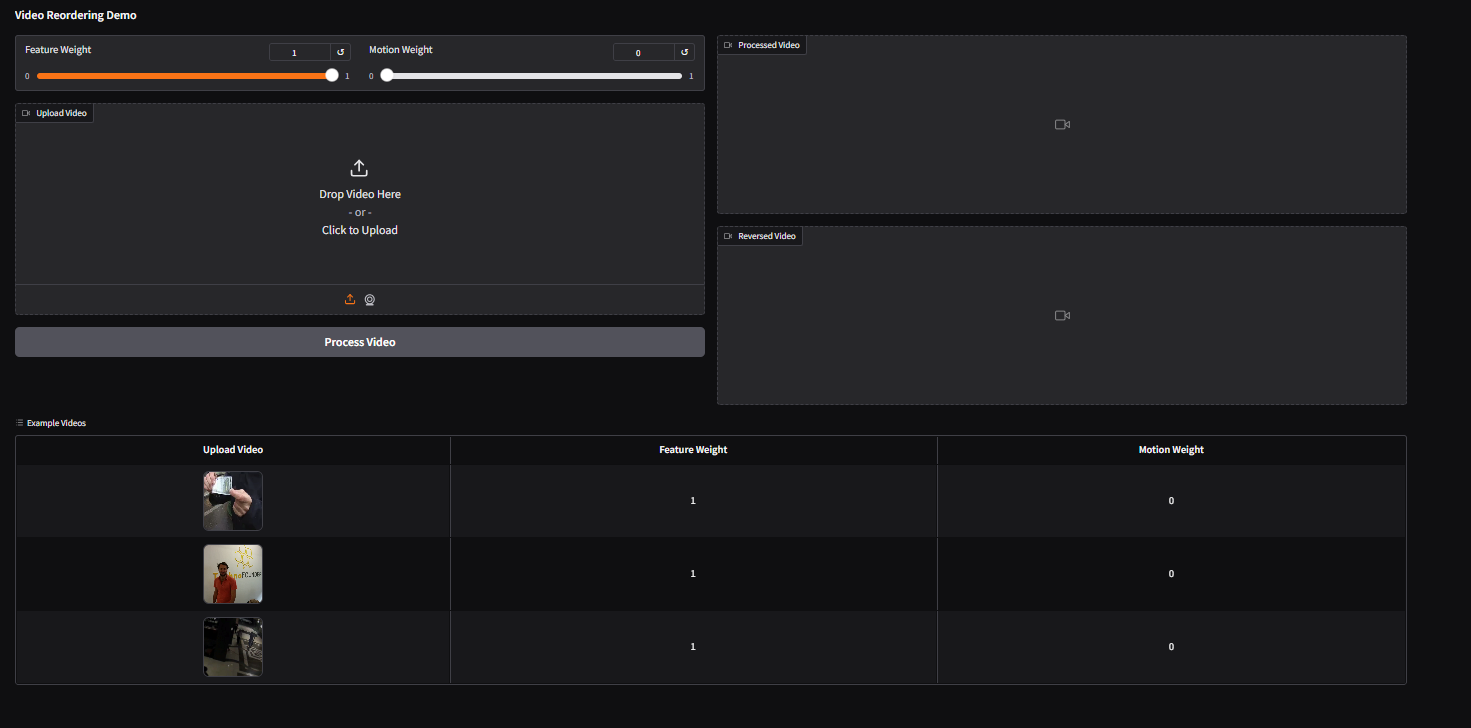 Video Reordering Demo
Feature Weight
1
↺
0
1
Motion Weight
0
↺
0
1
Upload Video
Drop Video Here
- or -
Click to Upload
Process Video
Processed Video
Reversed Video
Example Videos
Upload Video Feature Weight Motion Weight
1 0
1 0
1 0